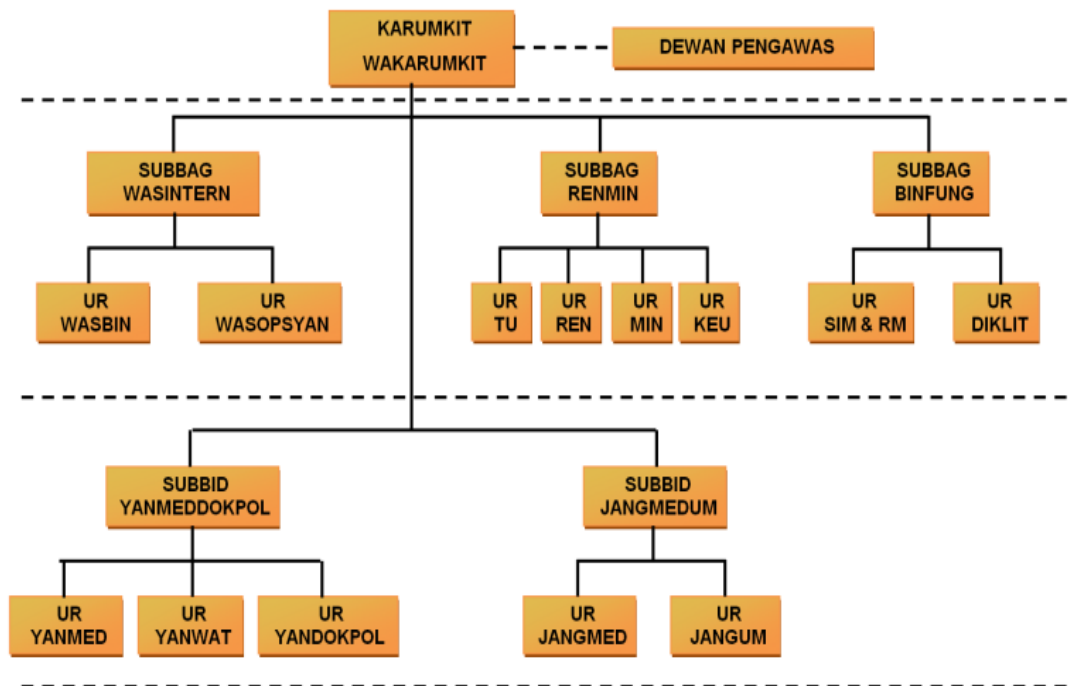 KARUMKIT
WAKARUMKIT
DEWAN PENGAWAS
SUBBAG
WASINTERN
SUBBAG
RENMIN
SUBBAG
BINFUNG
UR
WASBIN
UR
WASOPSYAN
UR
TU
UR
REN
UR
MIN
UR
KEU
UR
SIM & RM
UR
DIKLIT
SUBBID
YANMEDDOKPOL
SUBBID
JANGMEDUM
UR
YANMED
UR
YANWAT
UR
YANDOKPOL
UR
JANGMED
UR
JANGUM